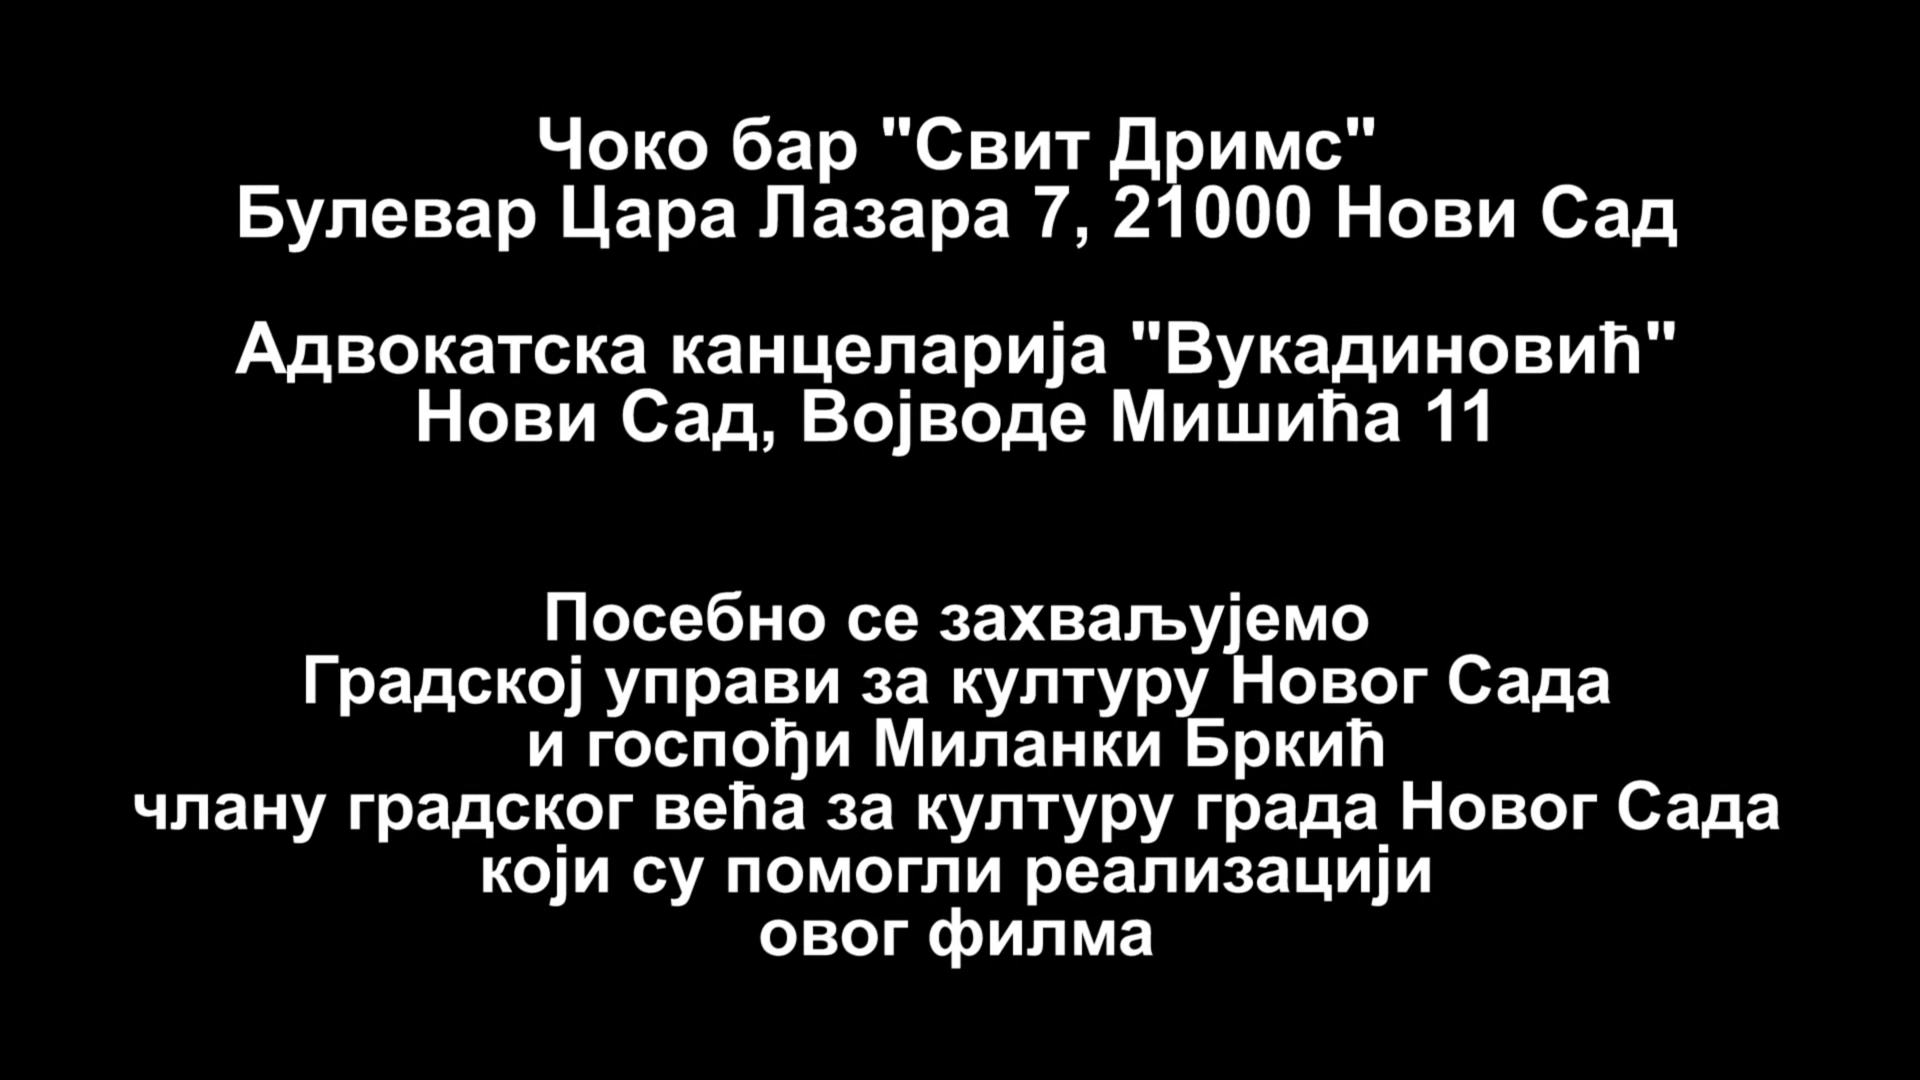 Чоко бар "Свит Дримс"
Булевар Цара Лазара 7, 21000 Нови Сад
Адвокатска канцеларија "Вукадиновић"
Нови Сад, Војводе Мишића 11
Посебно се захваљујемо
Градској управи за културу Новог Сада
и госпођи Миланки Бркић
члану градског већа за културу града Новог Сада
који су помогли реализацији
овог филма